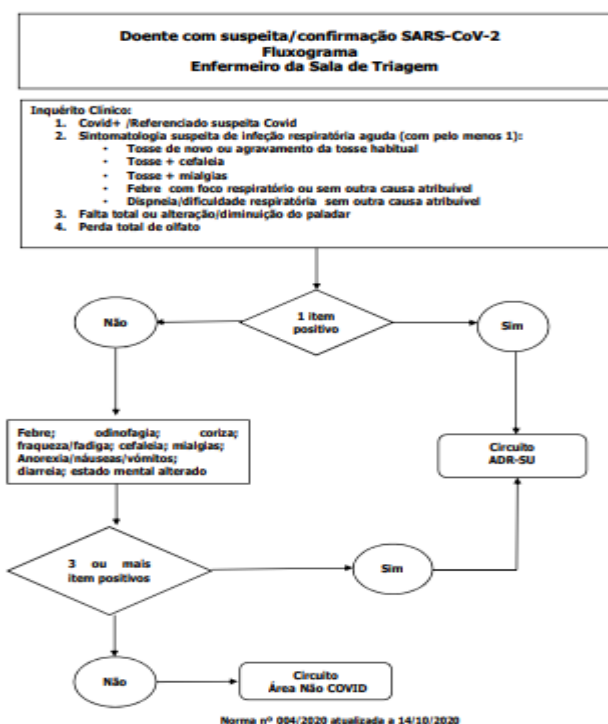 Doente com suspeita/confirmação SARS-CoV-2
Fluxograma
Enfermeiro da Sala de Triagem
Inquérito Clínico:
1. Covid+ /Referenciado suspeita Covid
2. Sintomatologia suspeita de infeção respiratória aguda (com pelo menos 1):
• Tosse de novo ou agravamento da tosse habitual
• Tosse + cefaleia
• Tosse + mialgias
• Febre com foco respiratório ou sem outra causa atribuível
• Dispneia/dificuldade respiratória sem outra causa atribuível
3. Falta total ou alteração/diminuição do paladar
4. Perda total de olfato
Não
1 item
positivo
Sim
Febre; odinofagia; coriza;
fraqueza/fadiga; cefaleia; mialgias;
Anorexia/náuseas/vómitos;
diarreia; estado mental alterado
Circuito
ADR-SU
3 ou mais
item positivos
Sim
Não
Circuito
Área Não COVID
Norma nº 004/2020 atualizada a 14/10/2020